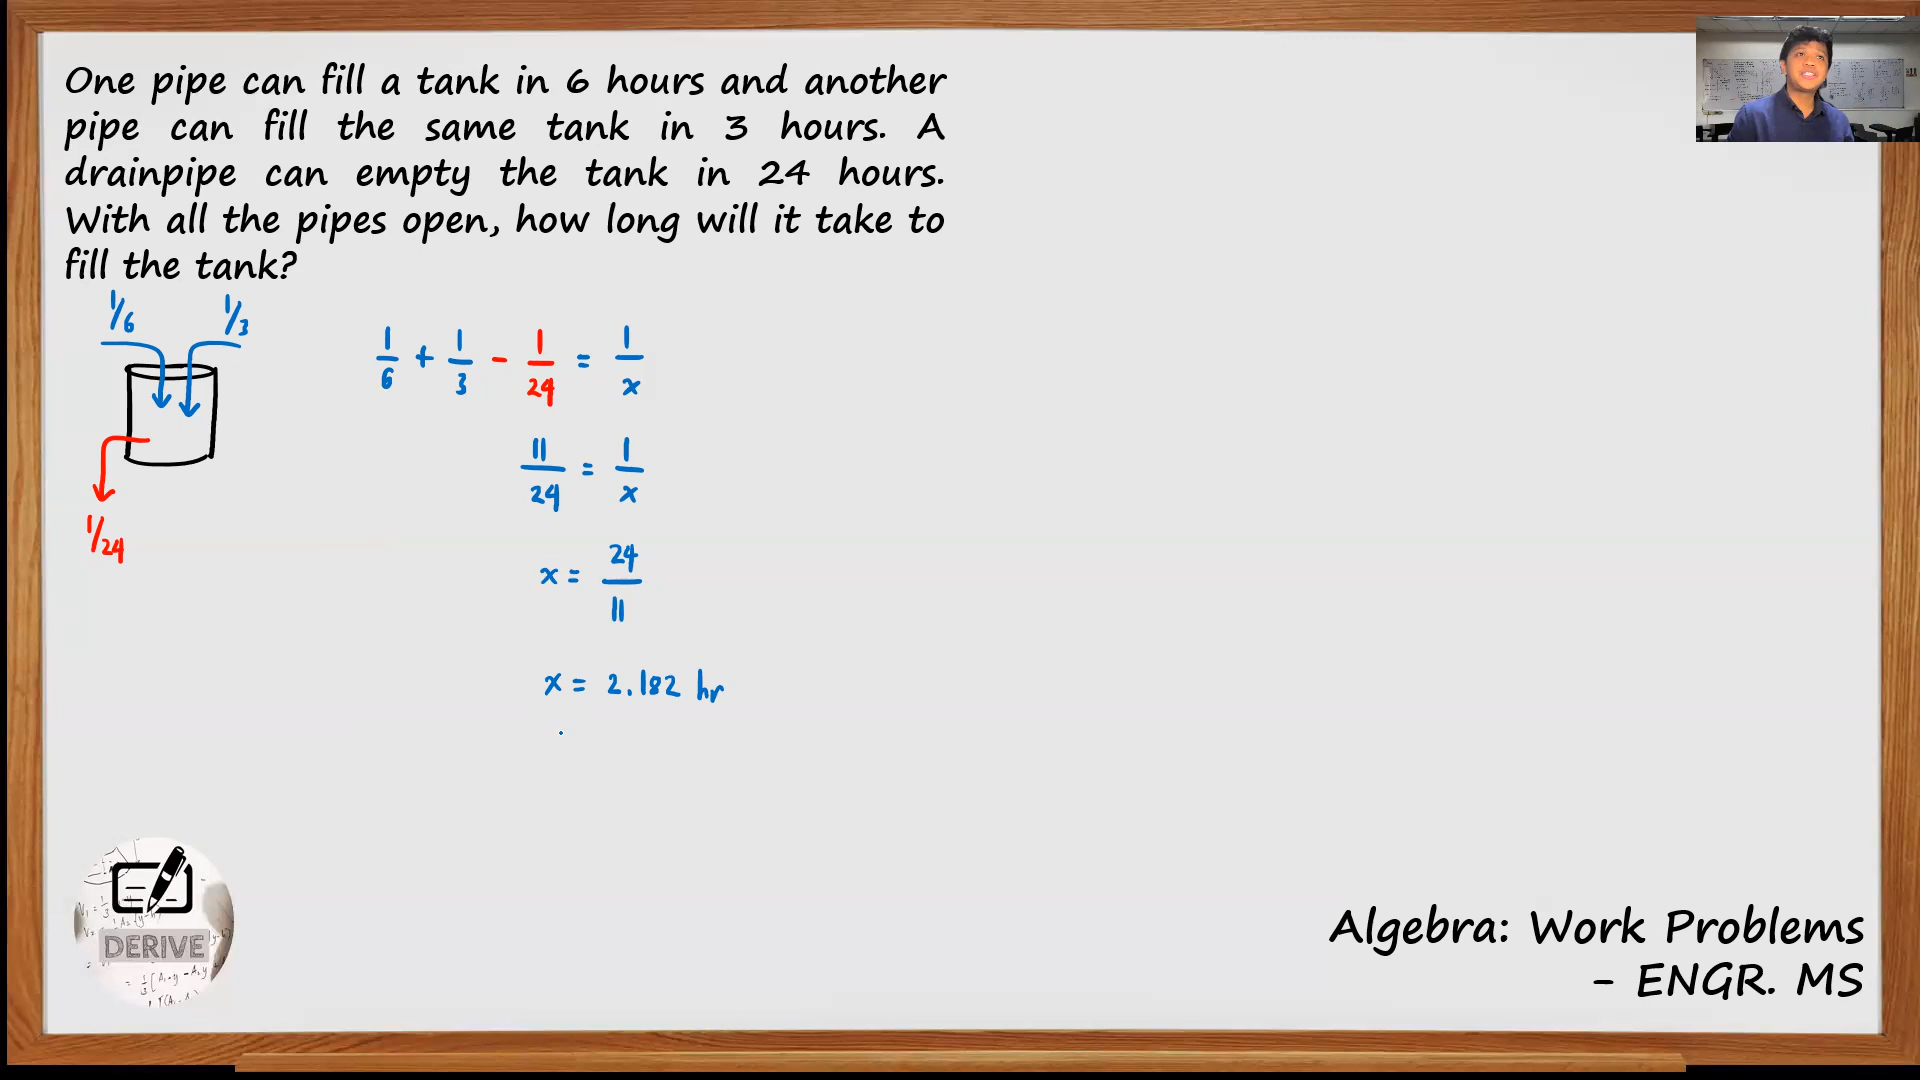 One pipe can fill a tank in 6 hours and another
pipe can fill the same tank in 3 hours. A
drainpipe can empty the tank in 24 hours.
With all the pipes open, how long will it take to
fill the tank?
1/6 1/3
1/6 + 1/3 - 1/24 = 1/x
11/24 = 1/x
1/24
x = 24/11
x = 2.182 hr
DERIVE
Algebra: Work Problems
- ENGR. MS